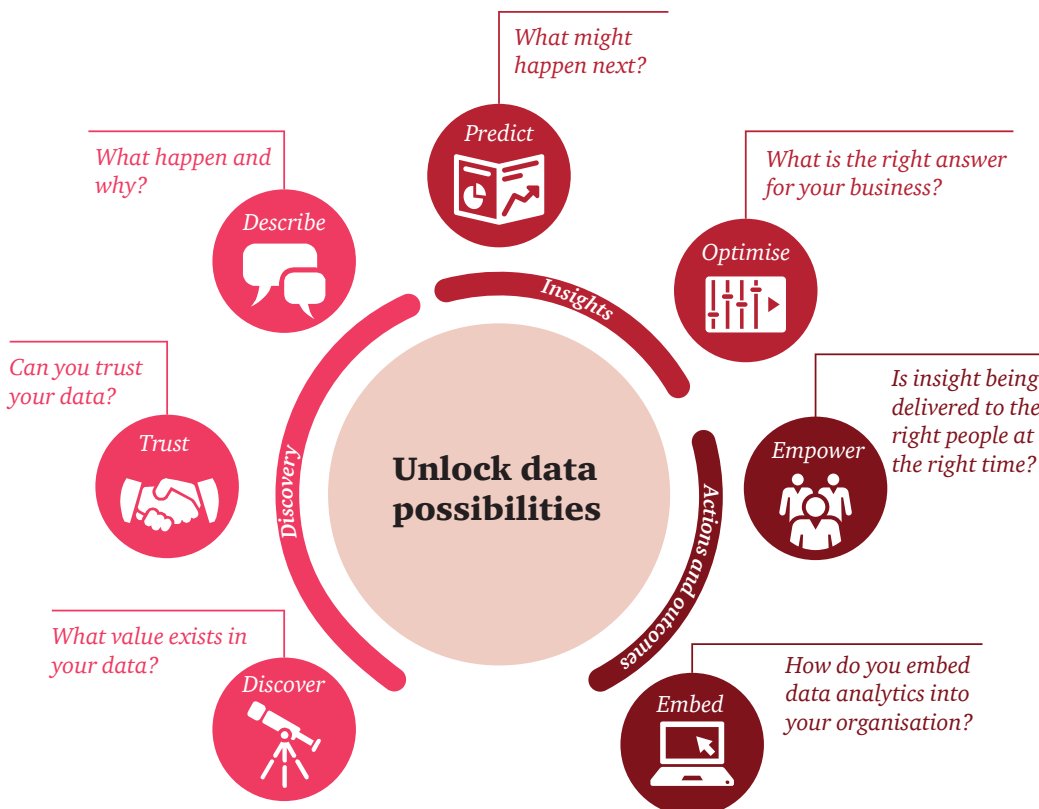 What might
happen next?
Predict
What happen and
why?
Describe
What is the right answer
for your business?
Optimise
Insights
Can you trust
your data?
Trust
Discovery
Unlock data
possibilities
Is insight being
delivered to the
right people at
the right time?
Empower
Actions and outcomes
What value exists in
your data?
Discover
How do you embed
data analytics into
your organisation?
Embed